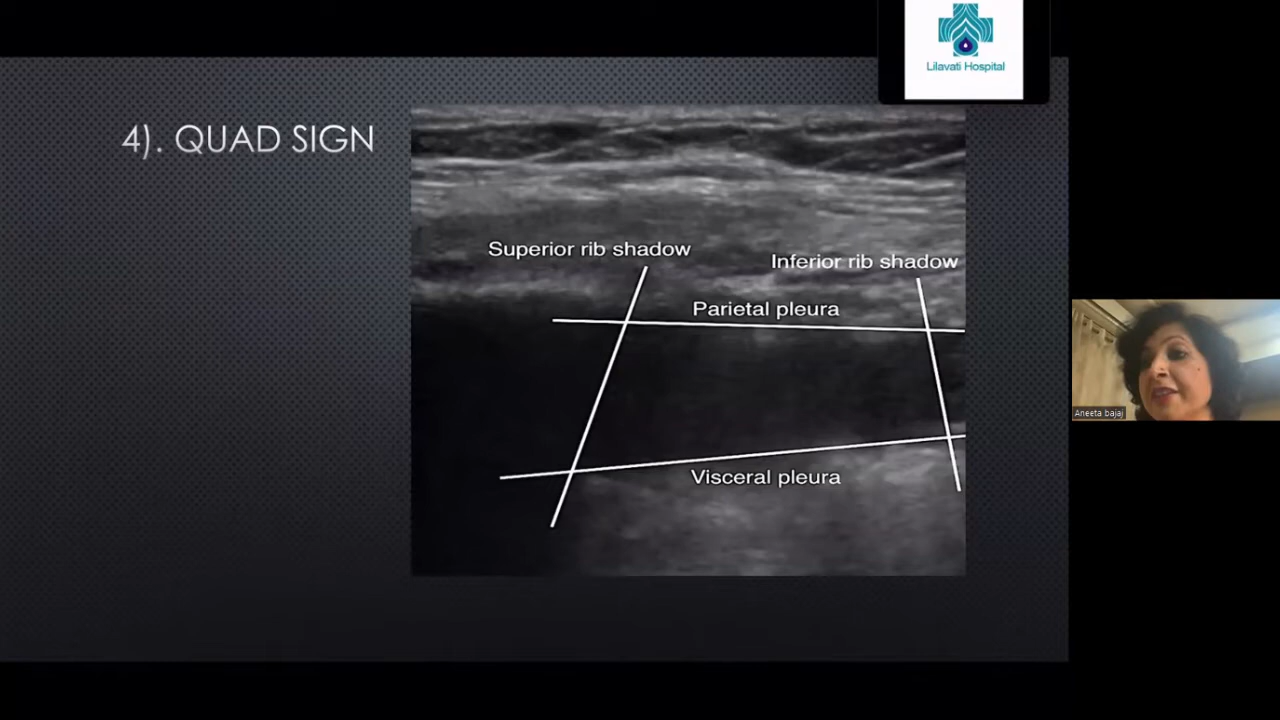 Lilavati Hospital
4). QUAD SIGN
Superior rib shadow
Inferior rib shadow
Parietal pleura
Visceral pleura
Aneeta bajaj